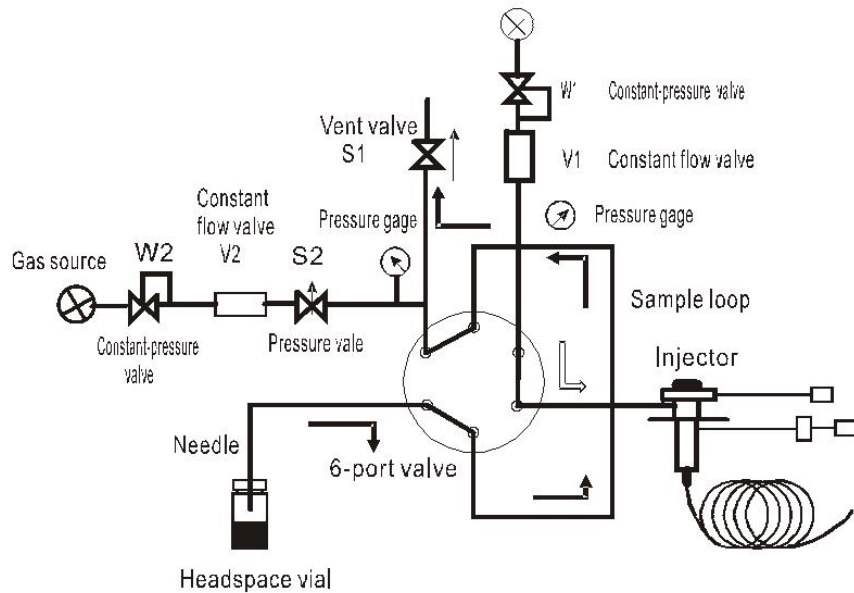 W1 Constant-pressure valve
Vent valve
S1
V1 Constant flow valve
Constant
flow valve
V2
Pressure gage
Pressure gage
W2
S2
Gas source
Sample loop
Constant-pressure
valve
Pressure vale
Injector
Needle
6-port valve
Headspace vial